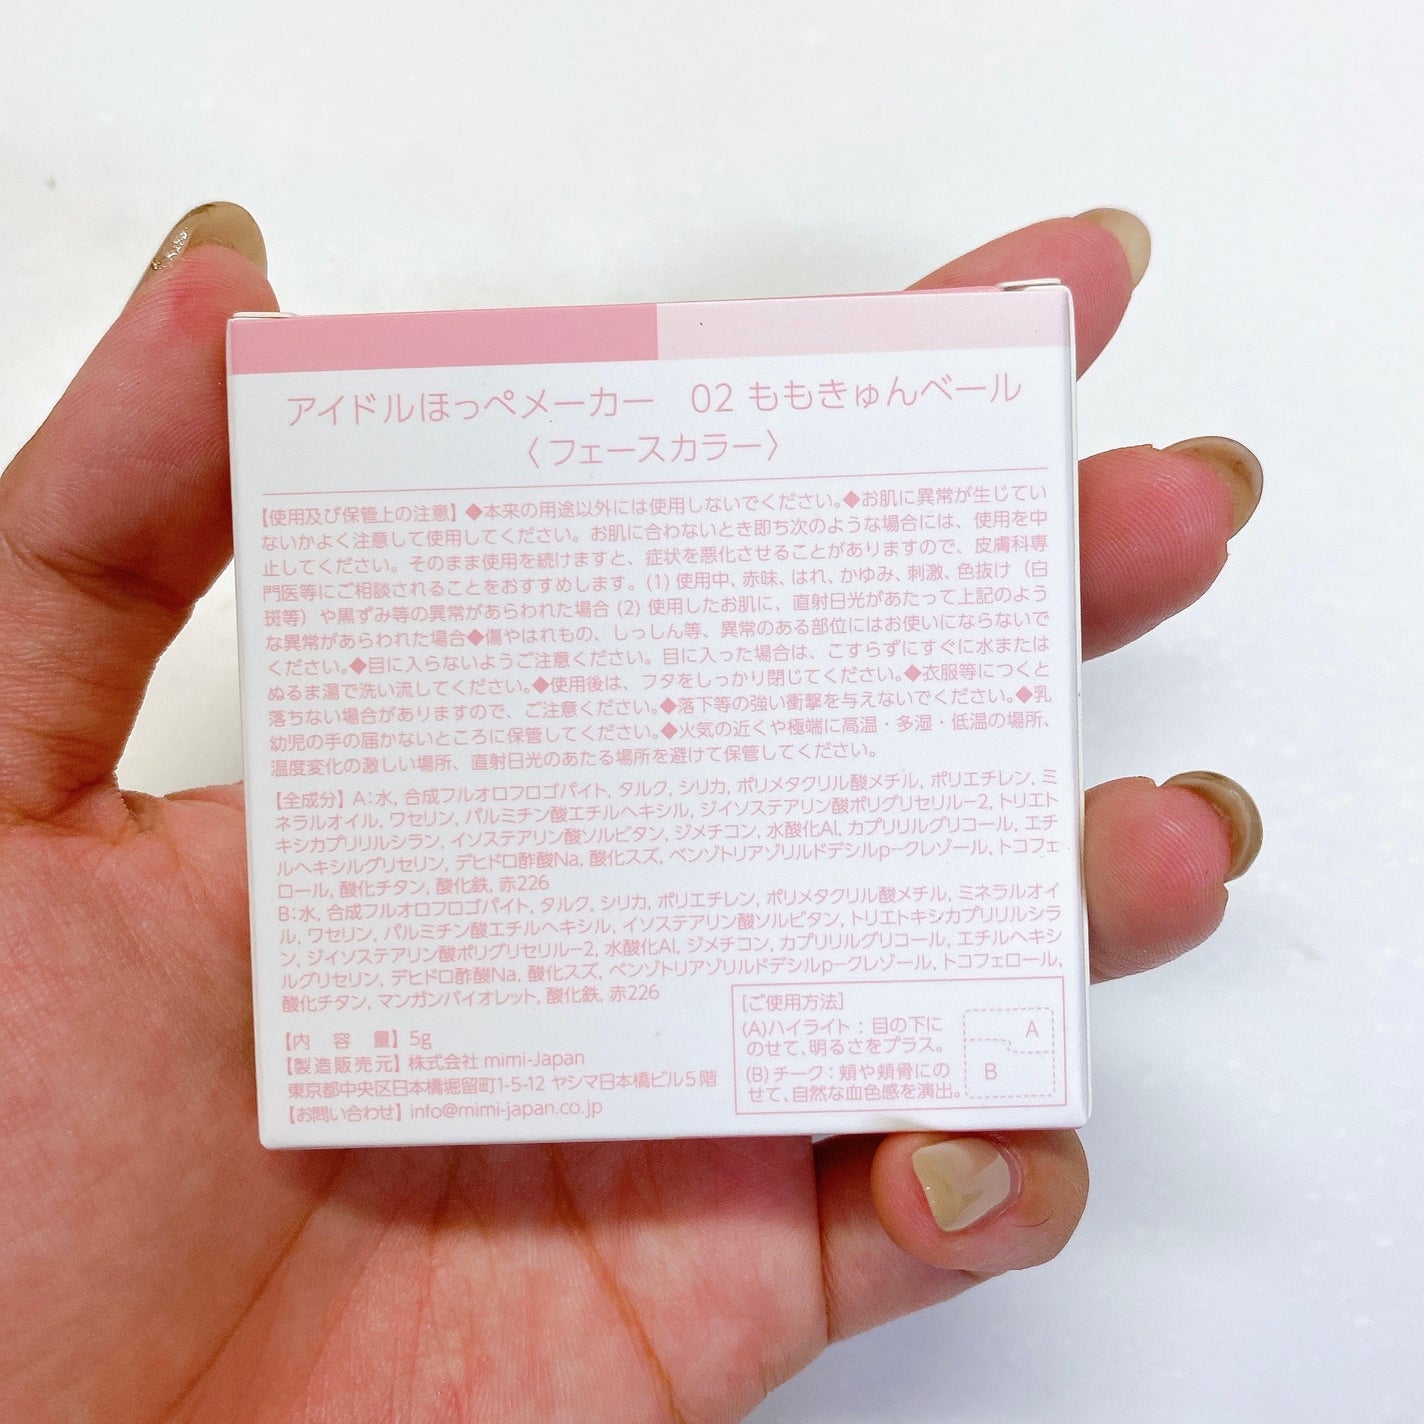 アイドルほっぺメーカー　02 ももきゅんベール
〈フェースカラー〉
【使用及び保管上の注意】◆本来の用途以外には使用しないでください。◆お肌に異常が生じてい
ないかよく注意して使用してください。お肌に合わないとき即ち次のような場合には、使用を中
止してください。そのまま使用を続けますと、症状を悪化させることがありますので、皮膚科専
門医等にご相談されることをおすすめします。(1) 使用中、赤味、はれ、かゆみ、刺激、色抜け（白
斑等）や黒ずみ等の異常があらわれた場合 (2) 使用したお肌に、直射日光があたって上記のよう
な異常があらわれた場合◆傷やはれもの、しっしん等、異常のある部位にはお使いにならないで
ください。◆目に入らないようご注意ください。目に入った場合は、こすらずにすぐに水または
ぬるま湯で洗い流してください。◆使用後は、フタをしっかり閉じてください。◆衣服等につくと
落ちない場合がありますので、ご注意ください。◆落下等の強い衝撃を与えないでください。◆乳
幼児の手の届かないところに保管してください。◆火気の近くや極端に高温・多湿・低温の場所、
温度変化の激しい場所、直射日光のあたる場所を避けて保管してください。
【全成分】A：水, 合成フルオロフロゴパイト, タルク, シリカ, ポリメタクリル酸メチル, ポリエチレン, ミ
ネラルオイル, ワセリン, パルミチン酸エチルヘキシル, ジイソステアリン酸ポリグリセリルー2, トリエト
キシカプリリルシラン, イソステアリン酸ソルビタン, ジメチコン, 水酸化Al, カプリリルグリコール, エチ
ルヘキシルグリセリン, デヒドロ酢酸Na, 酸化スズ, ベンゾトリアゾリルドデシルpークレゾール, トコフェ
ロール, 酸化チタン, 酸化鉄, 赤226
B：水, 合成フルオロフロゴパイト, タルク, シリカ, ポリエチレン, ポリメタクリル酸メチル, ミネラルオイ
ル, ワセリン, パルミチン酸エチルヘキシル, イソステアリン酸ソルビタン, トリエトキシカプリリルシラ
ン, ジイソステアリン酸ポリグリセリルー2, 水酸化Al, ジメチコン, カプリリルグリコール, エチルヘキシ
ルグリセリン, デヒドロ酢酸Na, 酸化スズ, ベンゾトリアゾリルドデシルpークレゾール, トコフェロール,
酸化チタン, マンガンバイオレット, 酸化鉄, 赤226
【内　容　量】5g
【製造販売元】株式会社 mimi-Japan
東京都中央区日本橋堀留町1-5-12 ヤシマ日本橋ビル5階
【お問い合わせ】info@mimi-japan.co.jp
[ご使用方法]
(A)ハイライト：目の下に
のせて、明るさをプラス。
(B)チーク：頬や頬骨にの
せて、自然な血色感を演出。
A
B